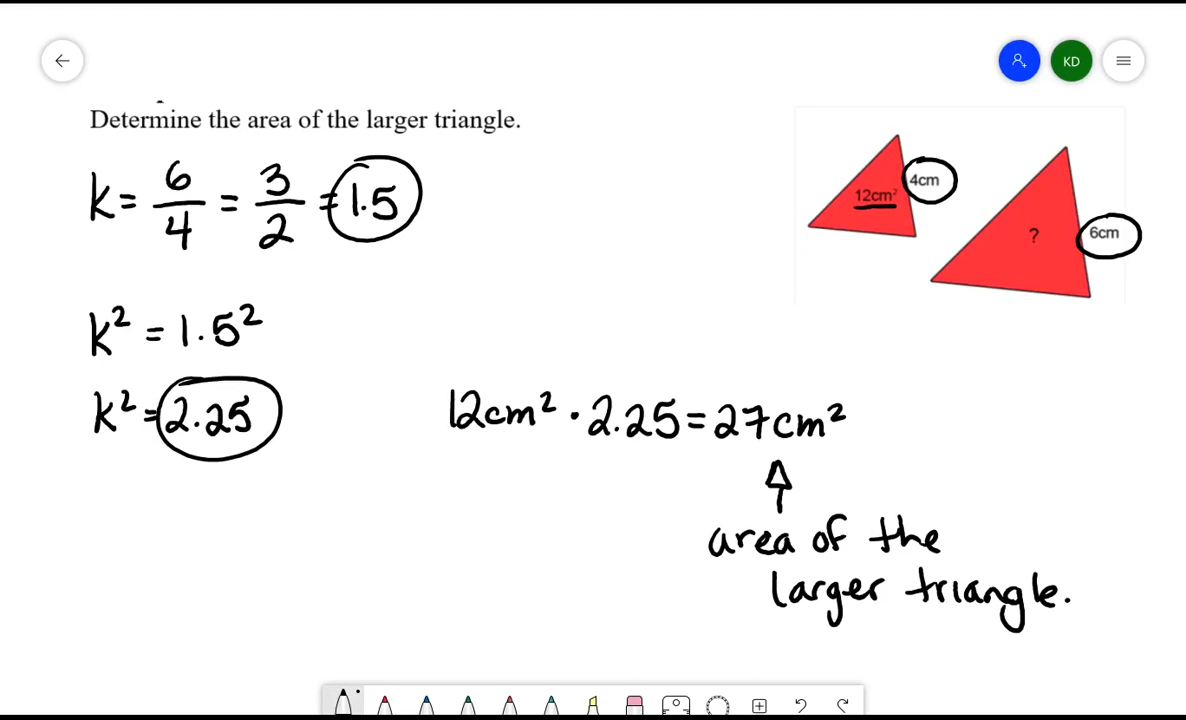 KD
Determine the area of the larger triangle.
k = 6/4 = 3/2 = 1.5
12cm²
4cm
?
6cm
k² = 1.5²
k² = 2.25
12cm² · 2.25 = 27cm²
area of the
larger triangle.